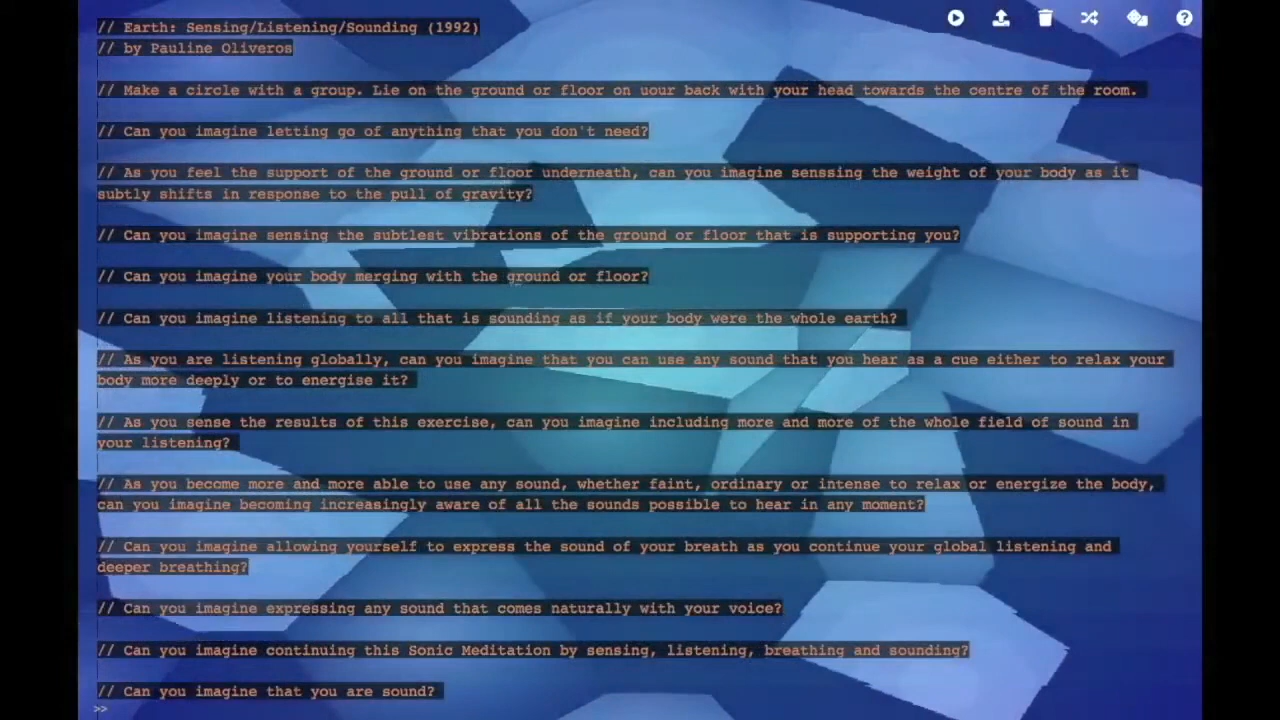 // Earth: Sensing/Listening/Sounding (1992)
// by Pauline Oliveros
// Make a circle with a group. Lie on the ground or floor on uour back with your head towards the centre of the room.
// Can you imagine letting go of anything that you don't need?
// As you feel the support of the ground or floor underneath, can you imagine senssing the weight of your body as it
subtly shifts in response to the pull of gravity?
// Can you imagine sensing the subtlest vibrations of the ground or floor that is supporting you?
// Can you imagine your body merging with the ground or floor?
// Can you imagine listening to all that is sounding as if your body were the whole earth?
// As you are listening globally, can you imagine that you can use any sound that you hear as a cue either to relax your
body more deeply or to energise it?
// As you sense the results of this exercise, can you imagine including more and more of the whole field of sound in
your listening?
// As you become more and more able to use any sound, whether faint, ordinary or intense to relax or energize the body,
can you imagine becoming increasingly aware of all the sounds possible to hear in any moment?
// Can you imagine allowing yourself to express the sound of your breath as you continue your global listening and
deeper breathing?
// Can you imagine expressing any sound that comes naturally with your voice?
// Can you imagine continuing this Sonic Meditation by sensing, listening, breathing and sounding?
// Can you imagine that you are sound?
>>